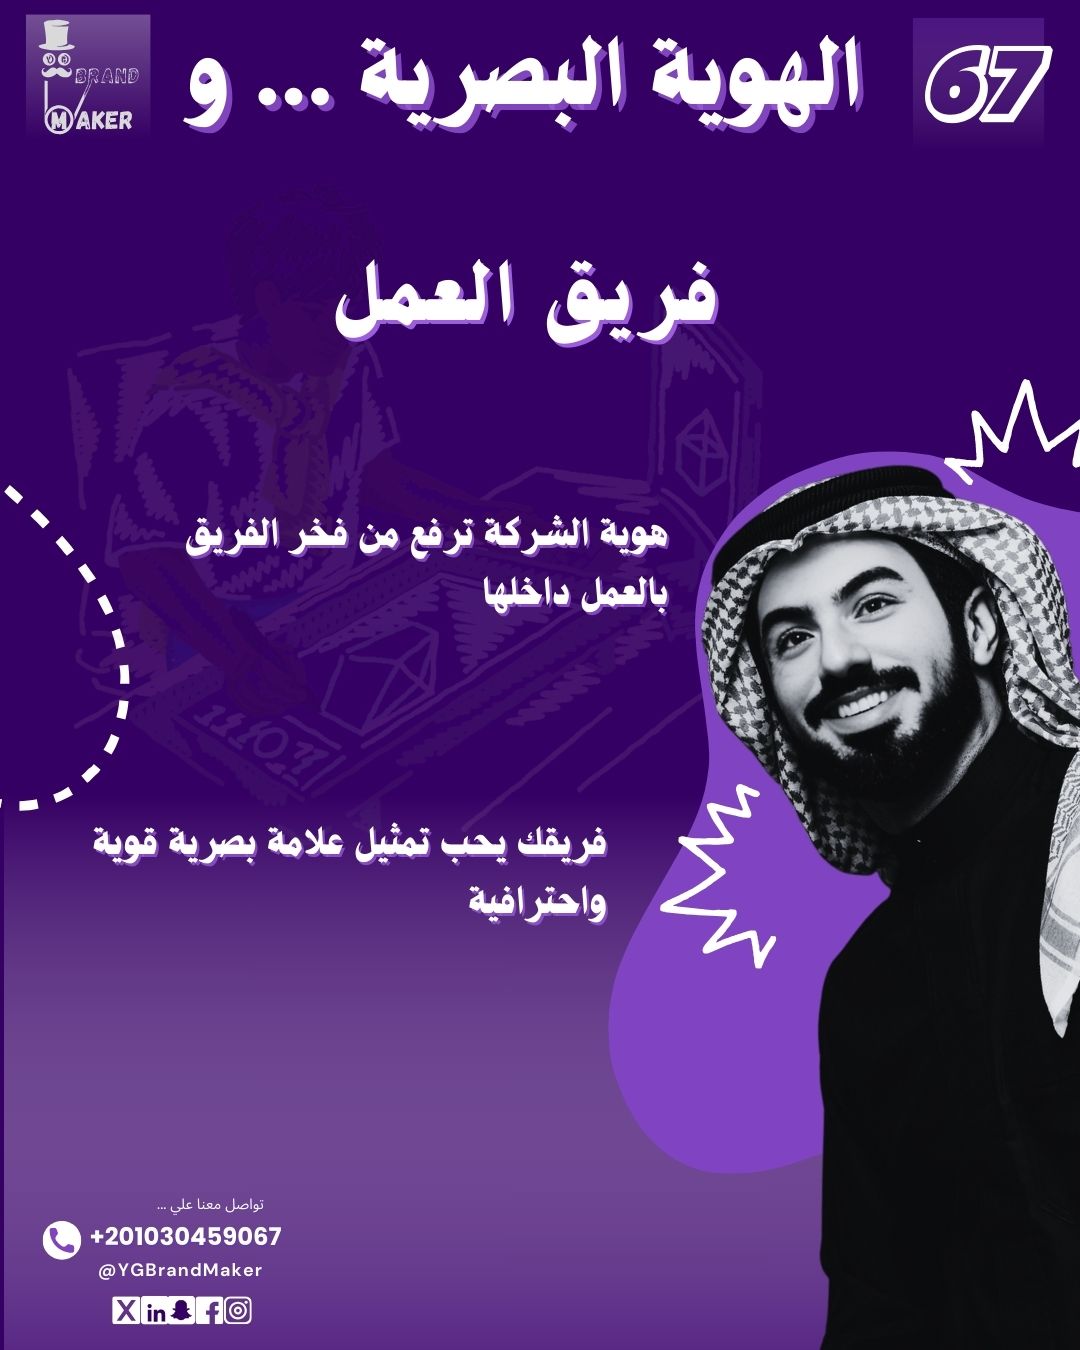 الهوية البصرية ... و
67
BRAND
MAKER
فريق العمل
هوية الشركة ترفع من فخر الفريق
بالعمل داخلها
فريقك يحب تمثيل علامة بصرية قوية
واحترافية
تواصل معنا علي ...
+201030459067
@YGBrandMaker